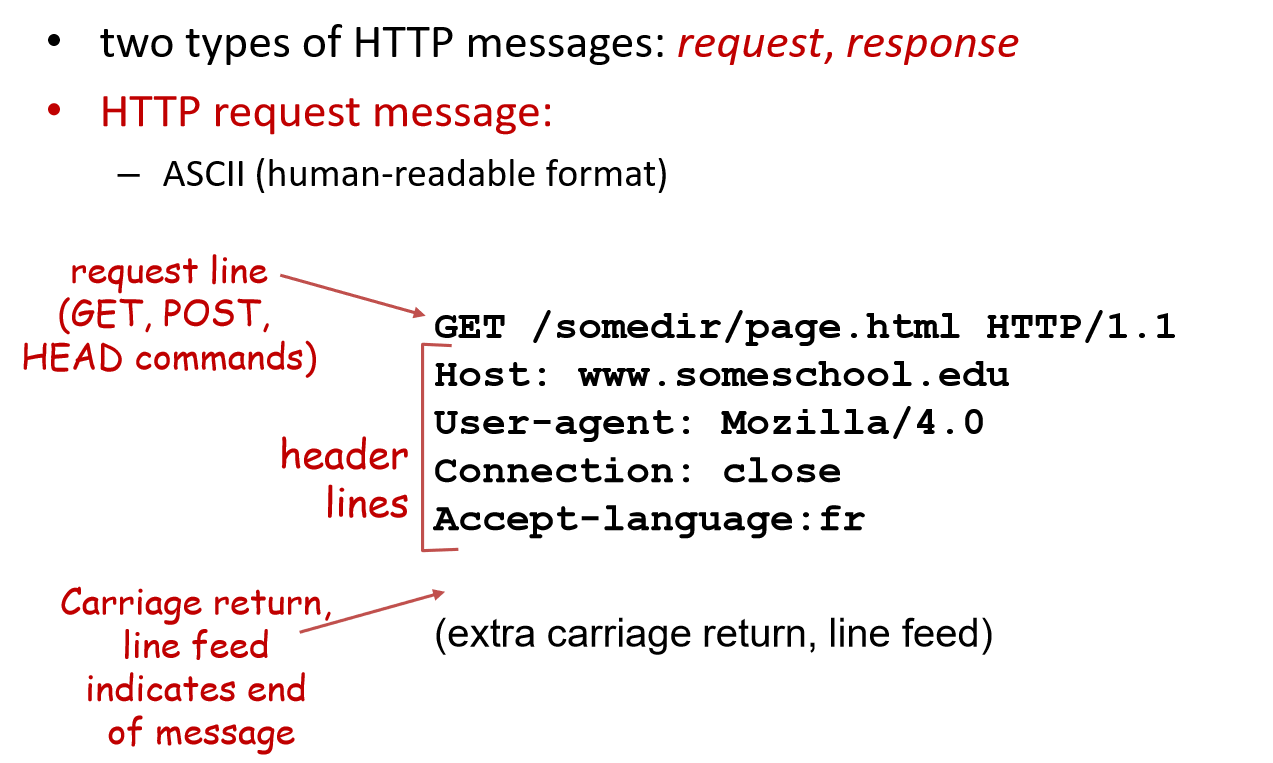 • two types of HTTP messages: request, response
• HTTP request message:
– ASCII (human-readable format)
request line
(GET, POST,
HEAD commands)
GET /somedir/page.html HTTP/1.1
Host: www.someschool.edu
User-agent: Mozilla/4.0
Connection: close
Accept-language:fr
header
lines
Carriage return,
line feed
indicates end
of message
(extra carriage return, line feed)